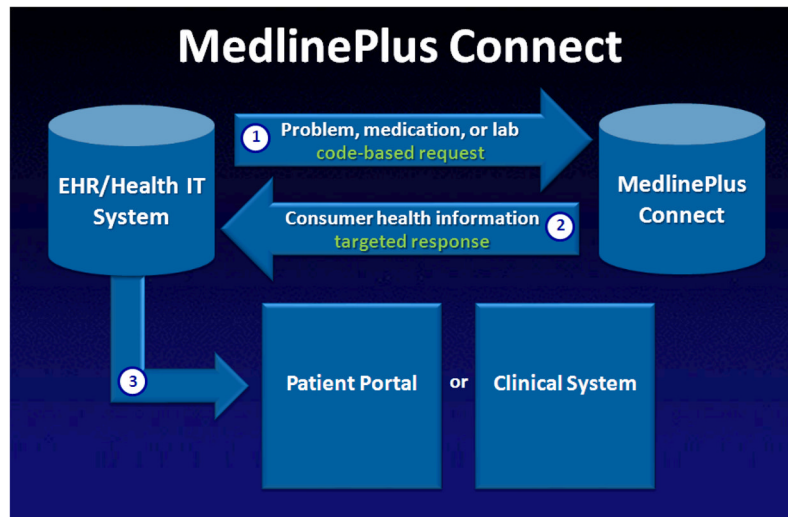 MedlinePlus Connect
1
Problem, medication, or lab
code-based request
EHR/Health IT
System
MedlinePlus
Connect
Consumer health information
targeted response
2
3
Patient Portal
or
Clinical System